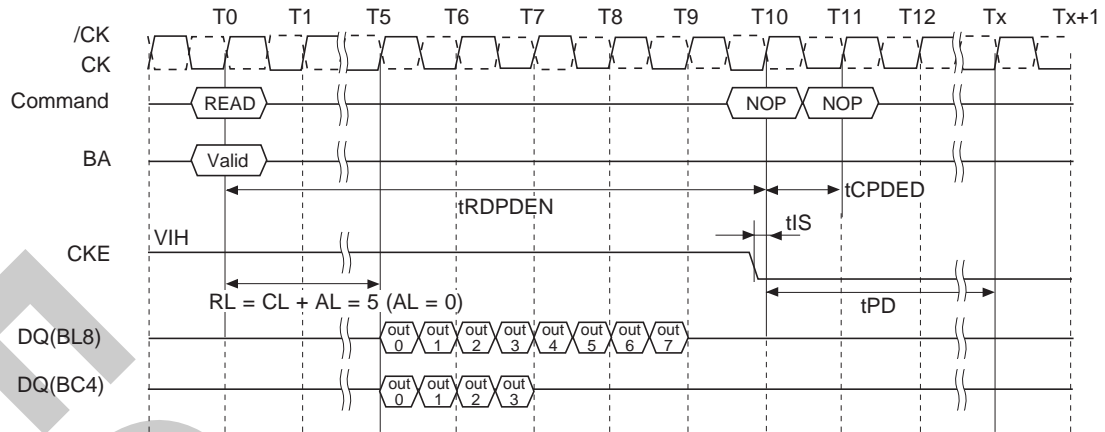 T0 T1 T5 T6 T7 T8 T9 T10 T11 T12 Tx Tx+1
/CK
CK
Command READ NOP NOP
BA Valid
tRDPDEN tCPDED
tIS
VIH
CKE
RL = CL + AL = 5 (AL = 0) tPD
DQ(BL8) out 0 out 1 out 2 out 3 out 4 out 5 out 6 out 7
DQ(BC4) out 0 out 1 out 2 out 3